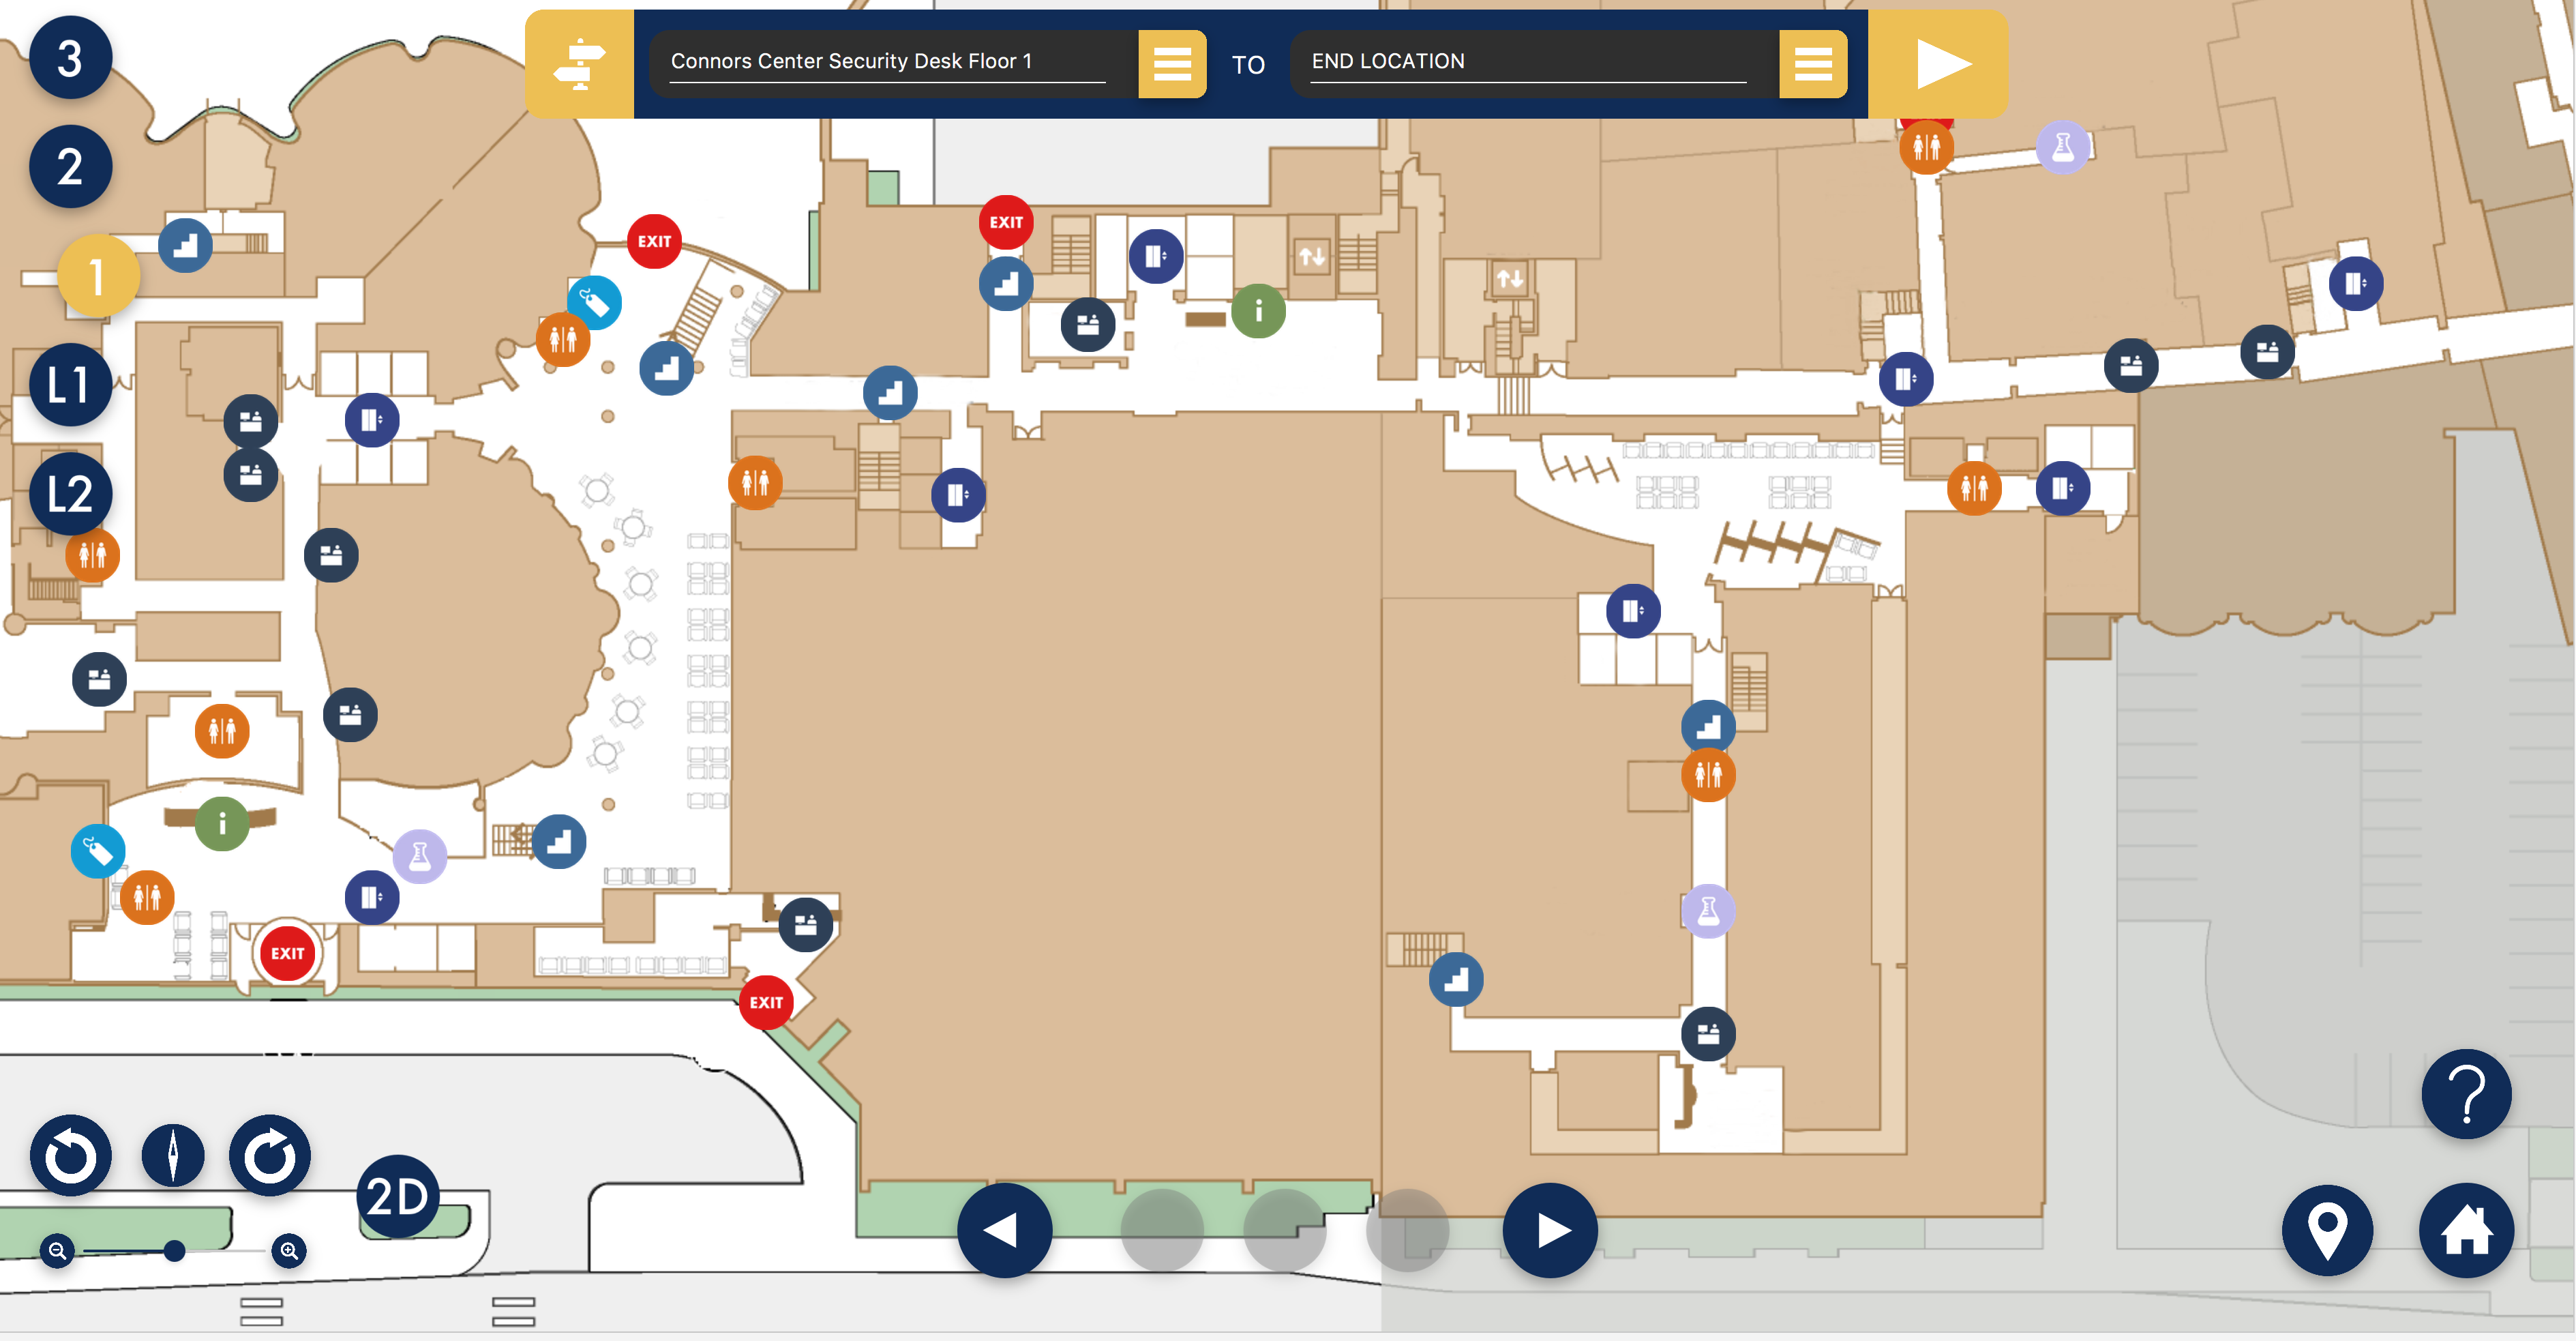 3
Connors Center Security Desk Floor 1
TO
END LOCATION
2
EXIT
EXIT
i
1
L1
L2
i
EXIT
EXIT
?
2D